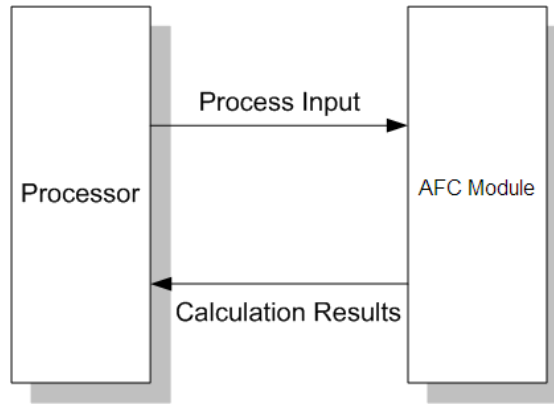 Process Input
Processor
AFC Module
Calculation Results